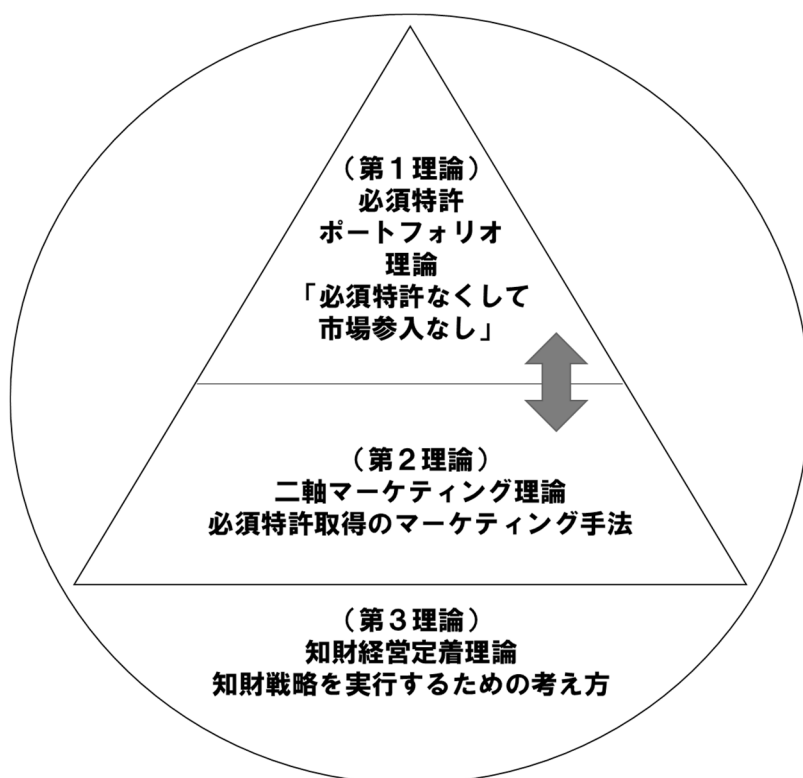 （第１理論）
必須特許
ポートフォリオ
理論
「必須特許なくして
市場参入なし」
（第２理論）
二軸マーケティング理論
必須特許取得のマーケティング手法
（第３理論）
知財経営定着理論
知財戦略を実行するための考え方